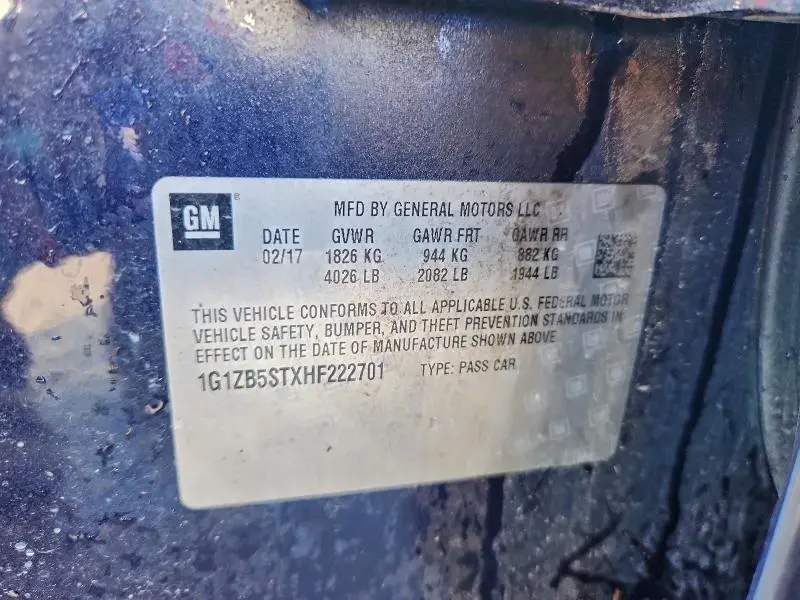 GM ®
MFD BY GENERAL MOTORS LLC
DATE GVWR GAWR FRT GAWR RR
02/17 1826 KG 944 KG 882 KG
4026 LB 2082 LB 1944 LB
THIS VEHICLE CONFORMS TO ALL APPLICABLE U.S. FEDERAL MOTOR
VEHICLE SAFETY, BUMPER, AND THEFT PREVENTION STANDARDS IN
EFFECT ON THE DATE OF MANUFACTURE SHOWN ABOVE
1G1ZB5STXHF222701 TYPE: PASS CAR